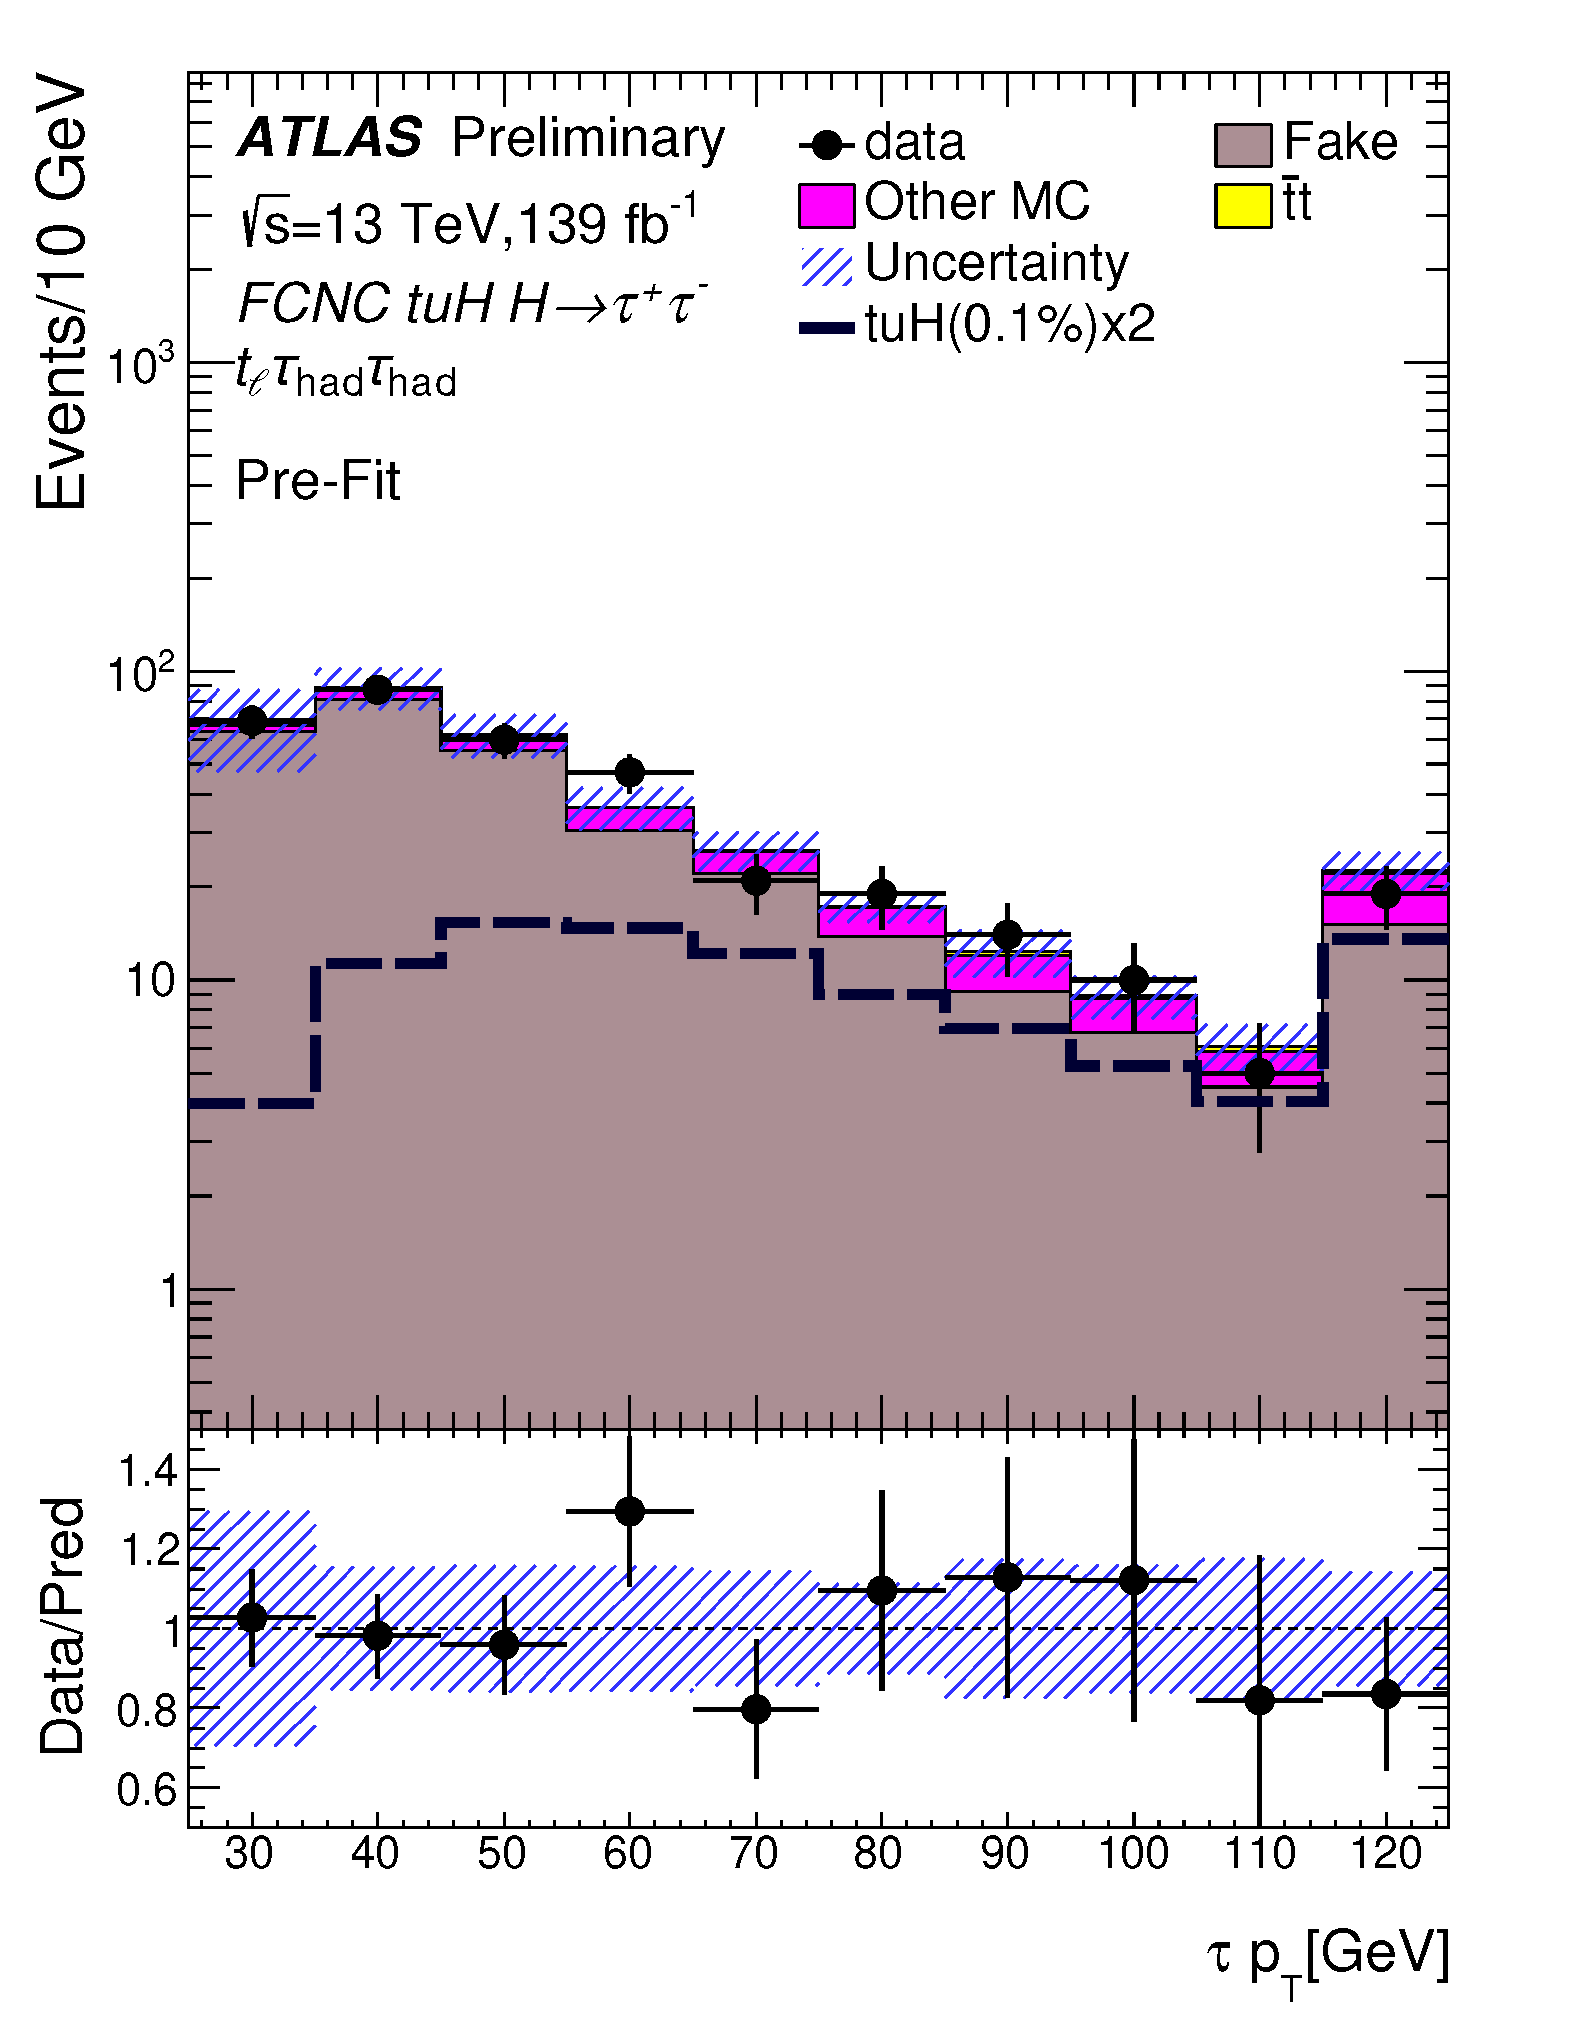 Events/10 GeV
ATLAS Preliminary
√s=13 TeV,139 fb⁻¹
FCNC tuH H→τ⁺τ⁻
tℓτhadτhad
Pre-Fit
data
Fake
Other MC
t̄t
Uncertainty
tuH(0.1%)x2
10³
10²
10
1
Data/Pred
1.4
1.2
1
0.8
0.6
30 40 50 60 70 80 90 100 110 120
τ pT[GeV]